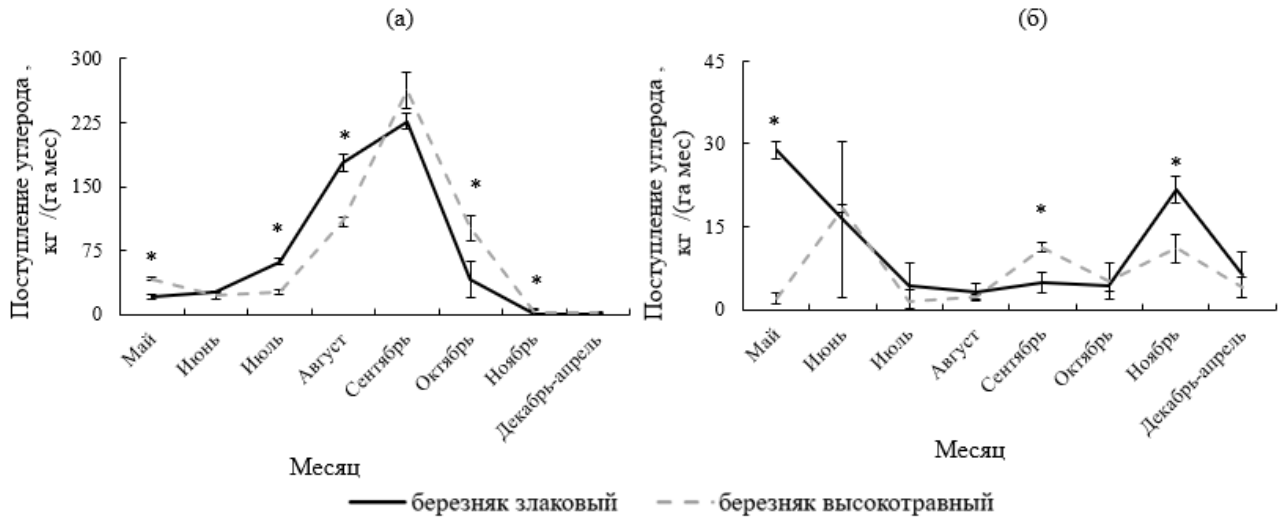 (а)
Поступление углерода ,
кг /(га мес)
300
225
150
75
0
*
*
*
*
*
Май
Июнь
Июль
Август
Сентябрь
Октябрь
Ноябрь
Декабрь-апрель
Месяц
(б)
Поступление углерода ,
кг /(га мес)
45
30
15
0
*
*
*
Май
Июнь
Июль
Август
Сентябрь
Октябрь
Ноябрь
Декабрь-апрель
Месяц
березняк злаковый
березняк высокотравный